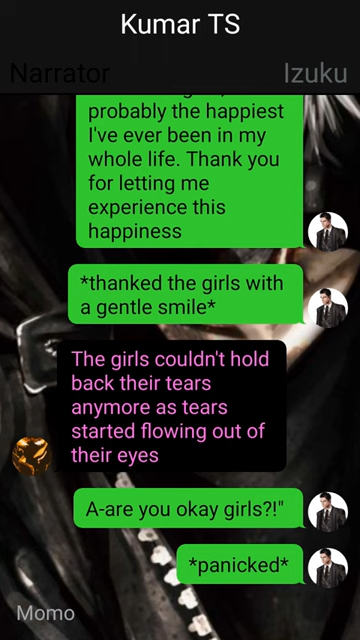 Kumar TS
Narrator
Izuku
probably the happiest
I've ever been in my
whole life. Thank you
for letting me
experience this
happiness
*thanked the girls with
a gentle smile*
The girls couldn't hold
back their tears
anymore as tears
started flowing out of
their eyes
A-are you okay girls?!"
*panicked*
Momo